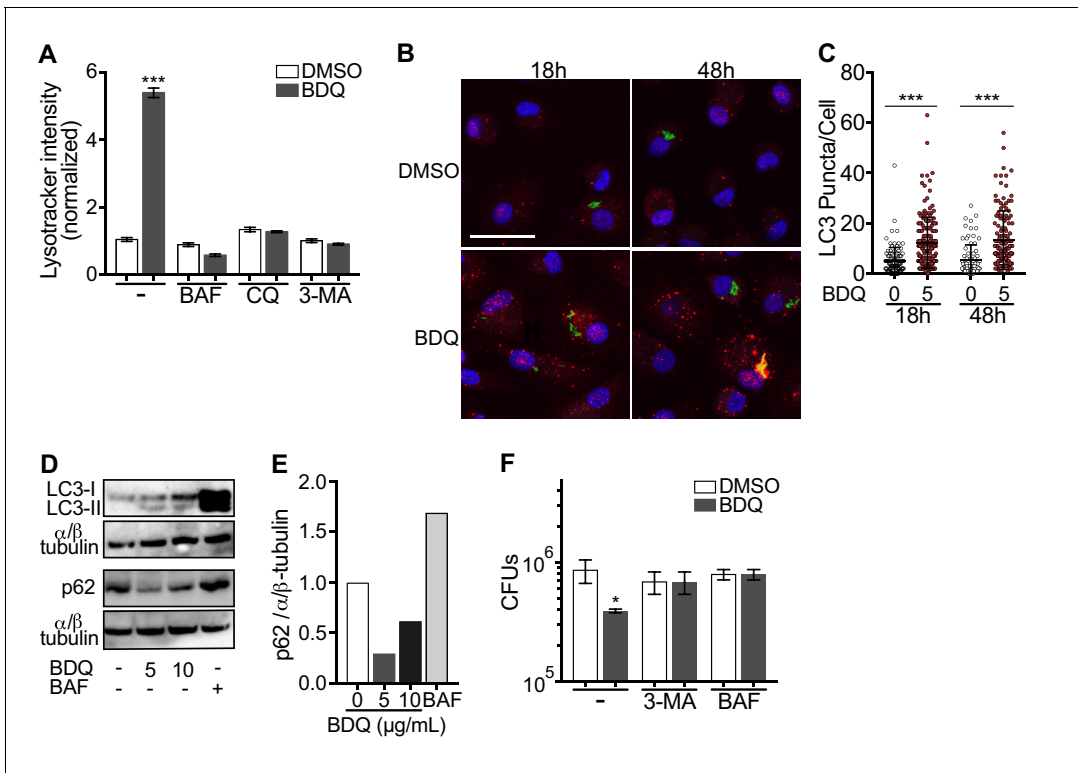 A
Lysotracker intensity
(normalized)
6
4
2
0
***
DMSO
BDQ
-
BAF
CQ
3-MA
B
18h
48h
DMSO
BDQ
C
LC3 Puncta/Cell
80
60
40
20
0
***
***
BDQ
0
5
0
5
18h
48h
D
LC3-I
LC3-II
α/β
tubulin
p62
α/β
tubulin
BDQ - 5 10 -
BAF - - - +
E
p62 /α/β-tubulin
2.0
1.5
1.0
0.5
0.0
0 5 10 BAF
BDQ (µg/mL)
F
CFUs
10⁶
10⁵
*
DMSO
BDQ
-
3-MA
BAF